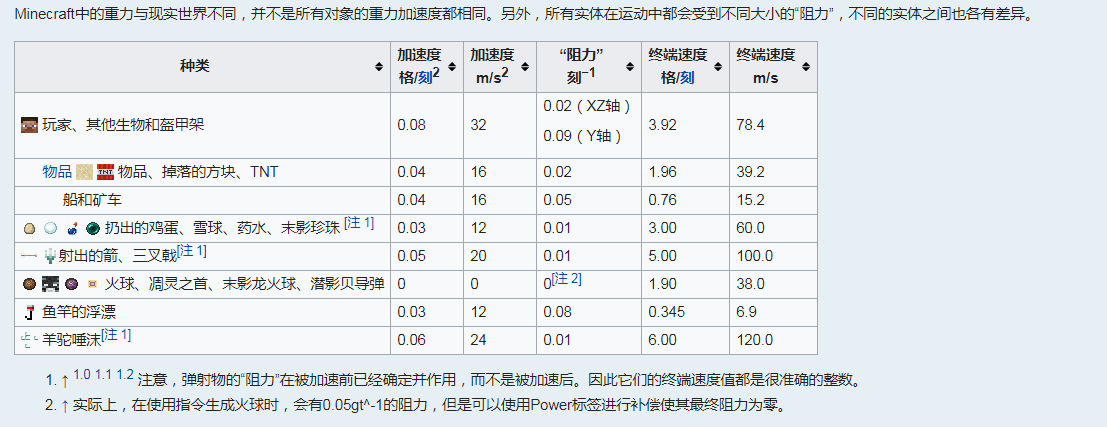 Minecraft中的重力与现实世界不同，并不是所有对象的重力加速度都相同。另外，所有实体在运动中都会受到不同大小的“阻力”，不同的实体之间也各有差异。
种类 加速度 格/刻2 加速度 m/s2 “阻力” 刻−1 终端速度 格/刻 终端速度 m/s
玩家、其他生物和盔甲架 0.08 32 0.02（XZ轴） 0.09（Y轴） 3.92 78.4
物品 TNT 物品、掉落的方块、TNT 0.04 16 0.02 1.96 39.2
船和矿车 0.04 16 0.05 0.76 15.2
扔出的鸡蛋、雪球、药水、末影珍珠 [注 1] 0.03 12 0.01 3.00 60.0
射出的箭、三叉戟[注 1] 0.05 20 0.01 5.00 100.0
火球、凋灵之首、末影龙火球、潜影贝导弹 0 0 0[注 2] 1.90 38.0
鱼竿的浮漂 0.03 12 0.08 0.345 6.9
羊驼唾沫[注 1] 0.06 24 0.01 6.00 120.0
1. ↑ 1.0 1.1 1.2 注意，弹射物的“阻力”在被加速前已经确定并作用，而不是被加速后。因此它们的终端速度值都是很准确的整数。
2. ↑ 实际上，在使用指令生成火球时，会有0.05gt^-1的阻力，但是可以使用Power标签进行补偿使其最终阻力为零。